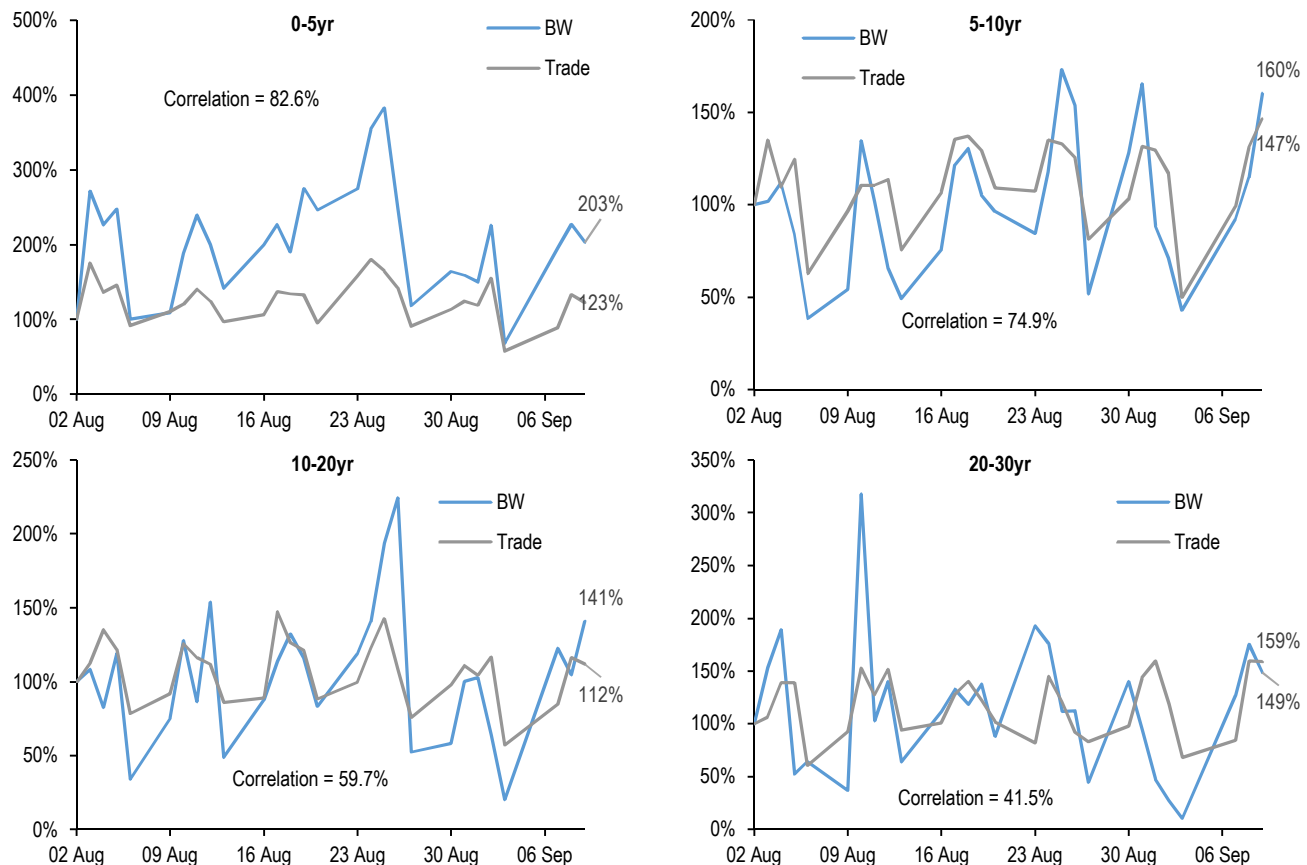 0-5yr
BW
Trade
Correlation = 82.6%
500%
400%
300%
200%
100%
0%
203%
123%
02 Aug 09 Aug 16 Aug 23 Aug 30 Aug 06 Sep
5-10yr
BW
Trade
200%
150%
100%
50%
0%
160%
147%
Correlation = 74.9%
02 Aug 09 Aug 16 Aug 23 Aug 30 Aug 06 Sep
10-20yr
BW
Trade
250%
200%
150%
100%
50%
0%
141%
112%
Correlation = 59.7%
02 Aug 09 Aug 16 Aug 23 Aug 30 Aug 06 Sep
20-30yr
BW
Trade
350%
300%
250%
200%
150%
100%
50%
0%
159%
149%
Correlation = 41.5%
02 Aug 09 Aug 16 Aug 23 Aug 30 Aug 06 Sep